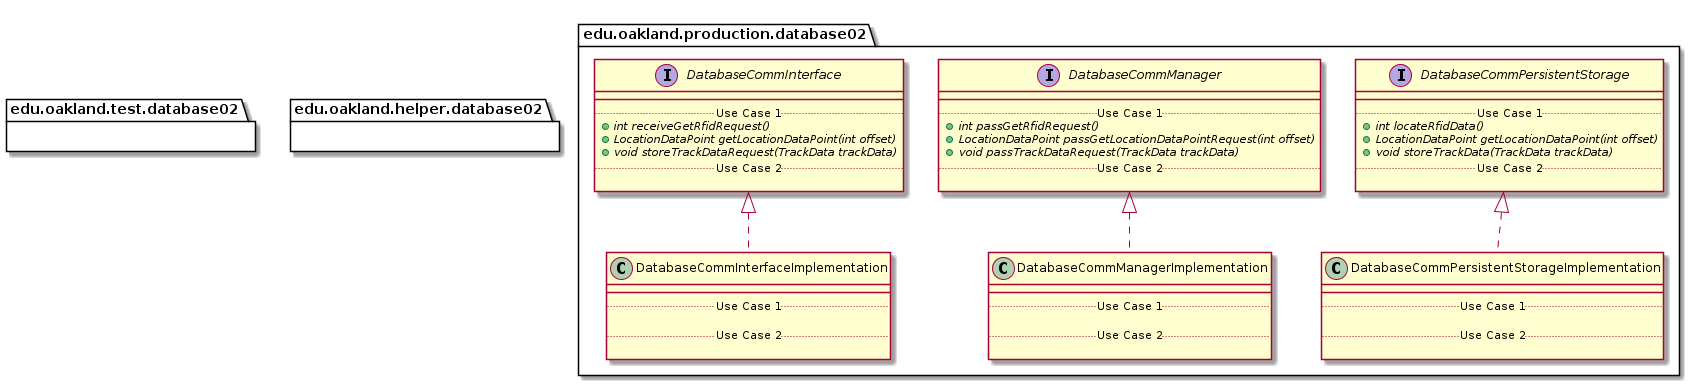 edu.oakland.test.database02
edu.oakland.helper.database02
edu.oakland.production.database02
I DatabaseCommInterface
Use Case 1
int receiveGetRfidRequest()
LocationDataPoint getLocationDataPoint(int offset)
void storeTrackDataRequest(TrackData trackData)
Use Case 2
I DatabaseCommManager
Use Case 1
int passGetRfidRequest()
LocationDataPoint passGetLocationDataPointRequest(int offset)
void passTrackDataRequest(TrackData trackData)
Use Case 2
I DatabaseCommPersistentStorage
Use Case 1
int locateRfidData()
LocationDataPoint getLocationDataPoint(int offset)
void storeTrackData(TrackData trackData)
Use Case 2
C DatabaseCommInterfaceImplementation
Use Case 1
Use Case 2
C DatabaseCommManagerImplementation
Use Case 1
Use Case 2
C DatabaseCommPersistentStorageImplementation
Use Case 1
Use Case 2